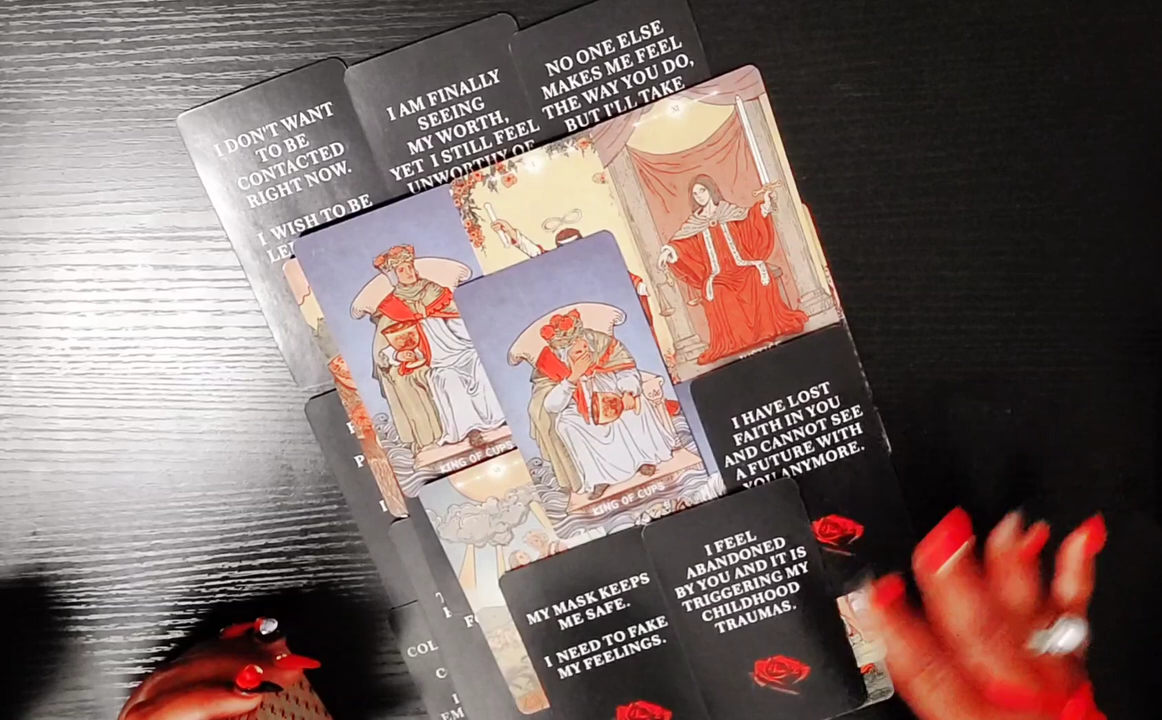 I DON'T WANT
TO BE
CONTACTED
RIGHT NOW.
I WISH TO BE
I AM FINALLY
SEEING
MY WORTH,
YET I STILL FEEL
UNWORTHY OF
NO ONE ELSE
MAKES ME FEEL
THE WAY YOU DO,
BUT I'LL TAKE
XI
KING OF CUPS
KING OF CUPS
I HAVE LOST
FAITH IN YOU
AND CANNOT SEE
A FUTURE WITH
YOU ANYMORE.
MY MASK KEEPS
ME SAFE.
I NEED TO FAKE
MY FEELINGS.
I FEEL
ABANDONED
BY YOU AND IT IS
TRIGGERING MY
CHILDHOOD
TRAUMAS.